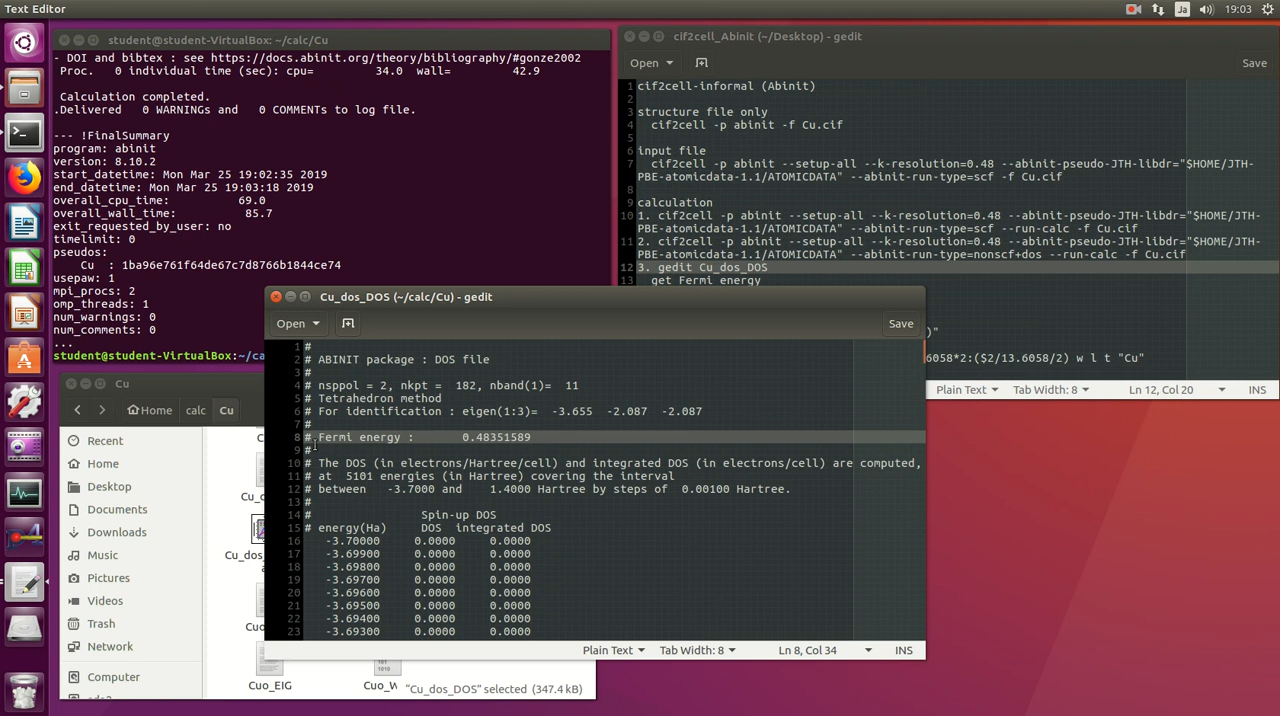 Text Editor
Ja
19:03
student@student-VirtualBox: ~/calc/Cu
- DOI and bibtex : see https://docs.abinit.org/theory/bibliography/#gonze2002
Proc.   0 individual time (sec): cpu=         34.0  wall=         42.9
Calculation completed.
.Delivered   0 WARNINGs and   0 COMMENTs to log file.
--- !FinalSummary
program: abinit
version: 8.10.2
start_datetime: Mon Mar 25 19:02:35 2019
end_datetime: Mon Mar 25 19:03:18 2019
overall_cpu_time:          69.0
overall_wall_time:         85.7
exit_requested_by_user: no
timelimit: 0
pseudos:
Cu  : 1ba96e761f64de67c7d8766b1844ce74
usepaw: 1
mpi_procs: 2
omp_threads: 1
num_warnings: 0
num_comments: 0
...
student@student-VirtualBox:~/ca
cif2cell_Abinit (~/Desktop) - gedit
Open
Save
1 cif2cell-informal (Abinit)
2
3 structure file only
4 cif2cell -p abinit -f Cu.cif
5
6 input file
7 cif2cell -p abinit --setup-all --k-resolution=0.48 --abinit-pseudo-JTH-libdr="$HOME/JTH-
PBE-atomicdata-1.1/ATOMICDATA" --abinit-run-type=scf -f Cu.cif
8
9 calculation
10 1. cif2cell -p abinit --setup-all --k-resolution=0.48 --abinit-pseudo-JTH-libdr="$HOME/JTH-
PBE-atomicdata-1.1/ATOMICDATA" --abinit-run-type=scf --run-calc -f Cu.cif
11 2. cif2cell -p abinit --setup-all --k-resolution=0.48 --abinit-pseudo-JTH-libdr="$HOME/JTH-
PBE-atomicdata-1.1/ATOMICDATA" --abinit-run-type=nonscf+dos --run-calc -f Cu.cif
12 3. gedit Cu_dos_DOS
13 get Fermi energy
)"
6058*2:($2/13.6058/2) w l t "Cu"
Plain Text
Tab Width: 8
Ln 12, Col 20
INS
Cu_dos_DOS (~/calc/Cu) - gedit
Open
Save
1 #
2 # ABINIT package : DOS file
3 #
4 # nsppol = 2, nkpt =  182, nband(1)=  11
5 # Tetrahedron method
6 # For identification : eigen(1:3)=  -3.655  -2.087  -2.087
7 #
8 # Fermi energy :       0.48351589
9 #
10 # The DOS (in electrons/Hartree/cell) and integrated DOS (in electrons/cell) are computed,
11 # at  5101 energies (in Hartree) covering the interval
12 # between   -3.7000 and    1.4000 Hartree by steps of  0.00100 Hartree.
13 #
14 #                Spin-up DOS
15 # energy(Ha)     DOS  integrated DOS
16 -3.70000     0.0000     0.0000
17 -3.69900     0.0000     0.0000
18 -3.69800     0.0000     0.0000
19 -3.69700     0.0000     0.0000
20 -3.69600     0.0000     0.0000
21 -3.69500     0.0000     0.0000
22 -3.69400     0.0000     0.0000
23 -3.69300     0.0000     0.0000
Plain Text
Tab Width: 8
Ln 8, Col 34
INS
Cu
Home
calc
Cu
Recent
Home
Desktop
Documents
Downloads
Music
Pictures
Videos
Trash
Network
Computer
Cu_dos_
Cuo_EIG
Cuo_W
"Cu_dos_DOS" selected (347.4 kB)